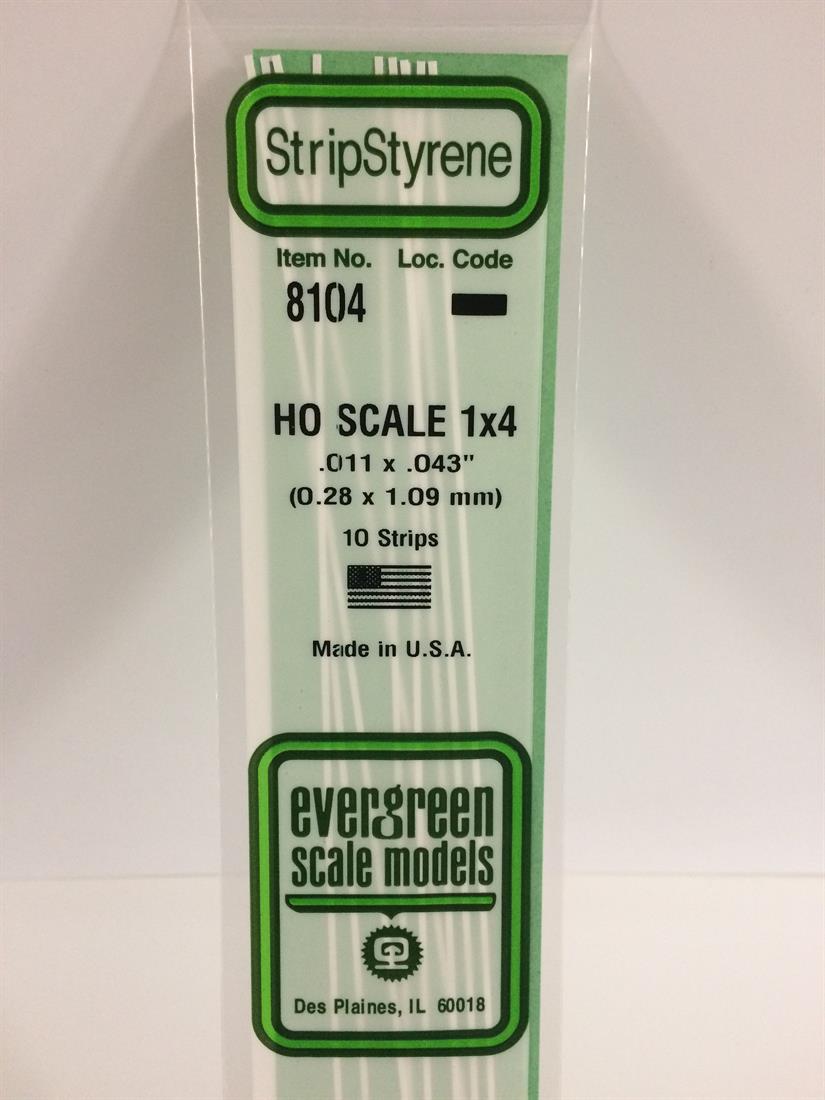 StripStyrene
Item No. Loc. Code
8104
HO SCALE 1x4
.011 x .043"
(0.28 x 1.09 mm)
10 Strips
Made in U.S.A.
evergreen
scale models
Des Plaines, IL 60018